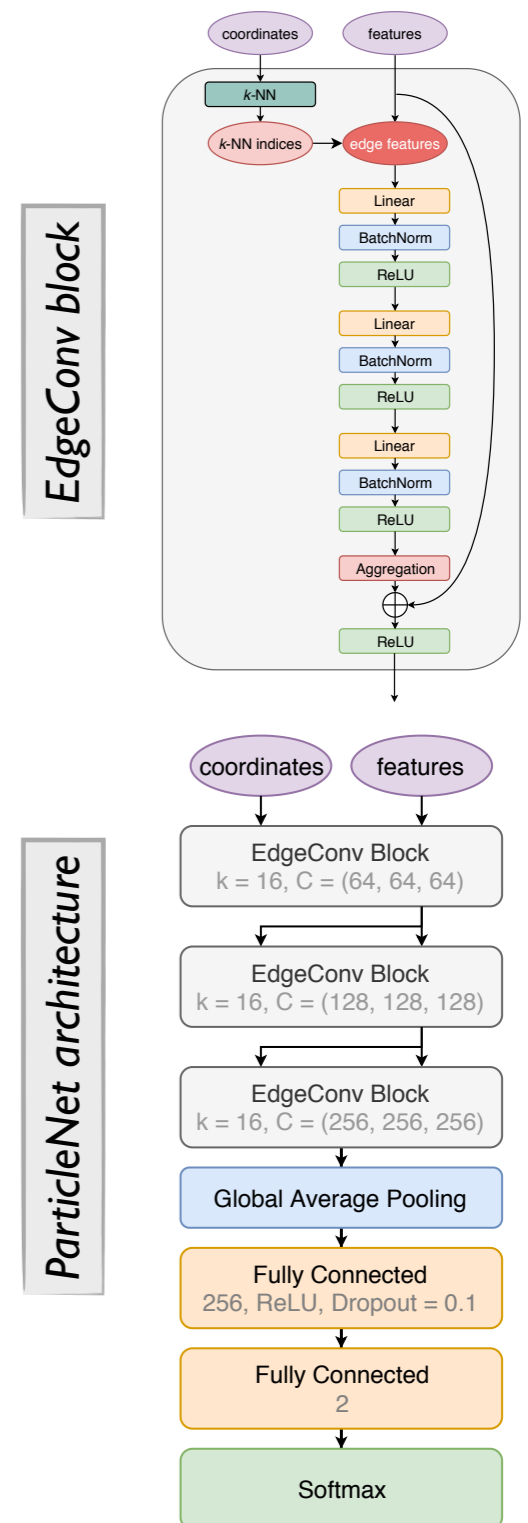 EdgeConv block
coordinates
features
k-NN
k-NN indices
edge features
Linear
BatchNorm
ReLU
Linear
BatchNorm
ReLU
Linear
BatchNorm
ReLU
Aggregation
ReLU
ParticleNet architecture
coordinates
features
EdgeConv Block
k = 16, C = (64, 64, 64)
EdgeConv Block
k = 16, C = (128, 128, 128)
EdgeConv Block
k = 16, C = (256, 256, 256)
Global Average Pooling
Fully Connected
256, ReLU, Dropout = 0.1
Fully Connected
2
Softmax